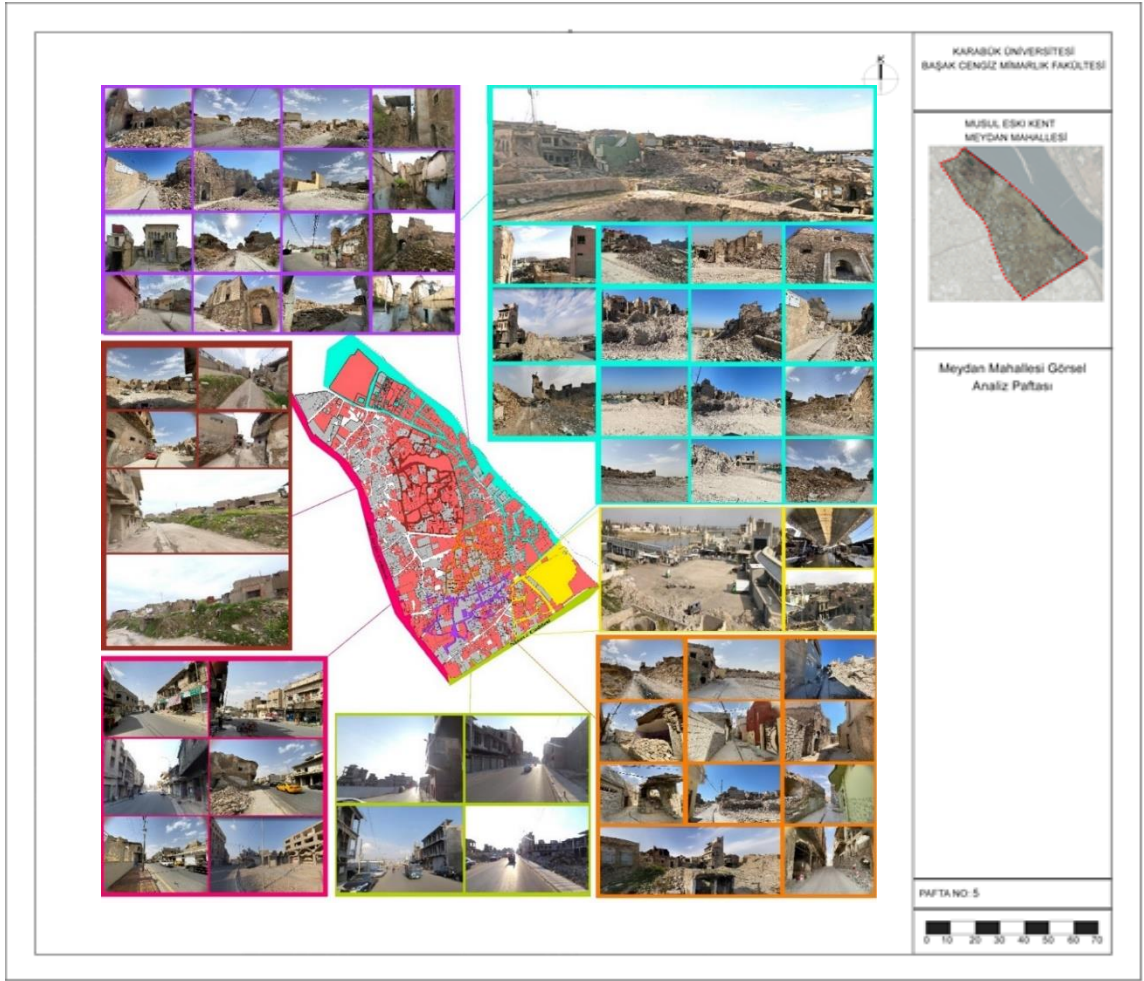 K
KARABÜK ÜNİVERSİTESİ
BAŞAK CENGİZ MİMARLIK FAKÜLTESİ
MUSUL ESKİ KENT
MEYDAN MAHALLESİ
Meydan Mahallesi Görsel
Analiz Paftası
PAFTA NO: 5
0 10 20 30 40 50 60 70